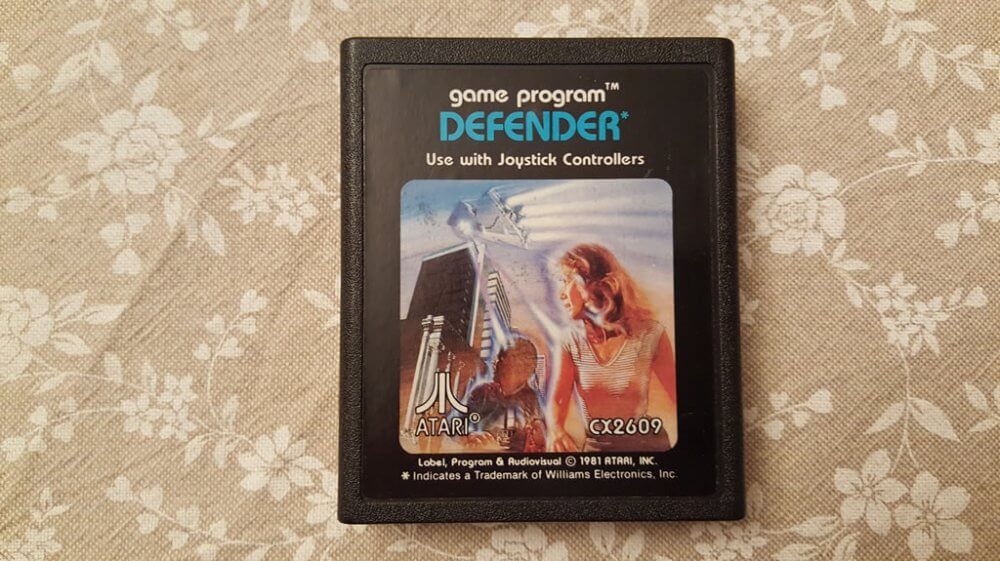 game program™
DEFENDER*
Use with Joystick Controllers
ATARI®
CX2609
Label, Program & Audiovisual © 1981 ATARI, INC.
* Indicates a Trademark of Williams Electronics, Inc.